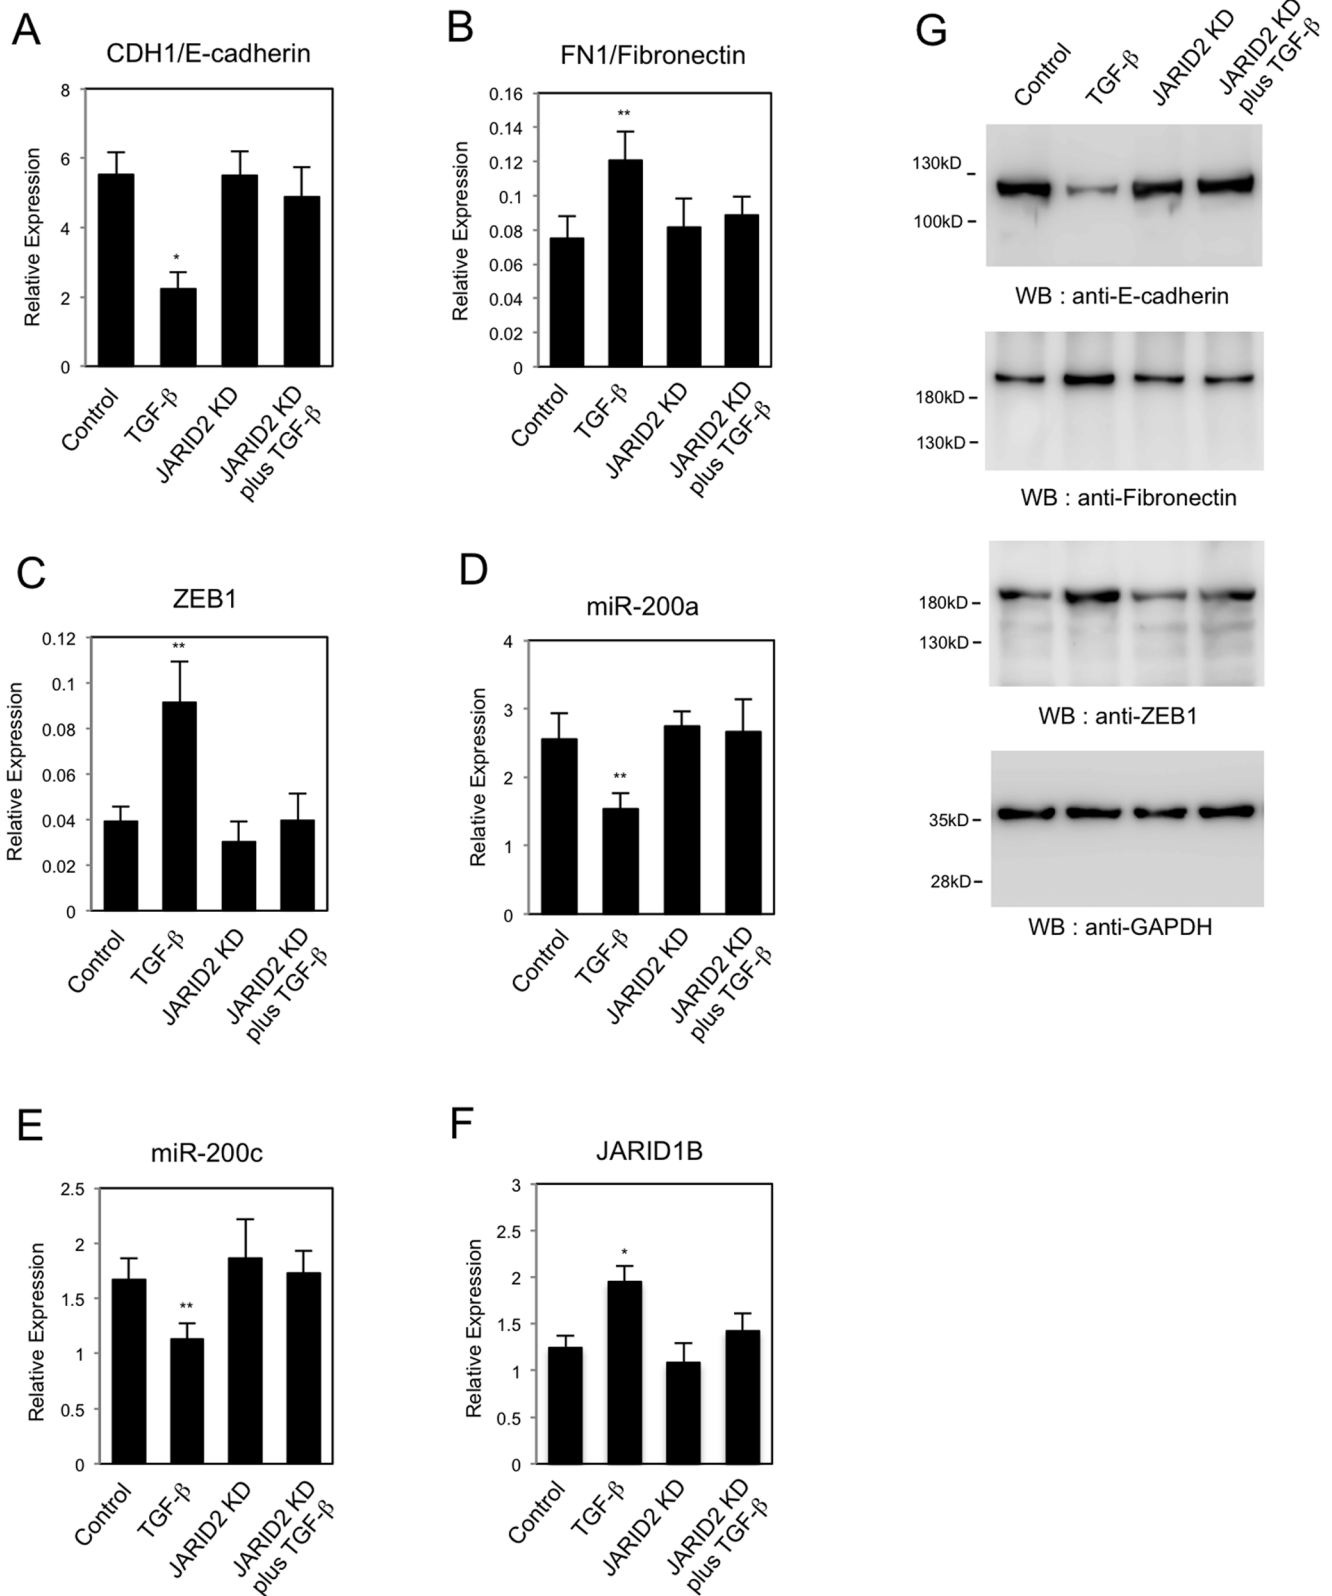 A
CDH1/E-cadherin
Relative Expression
8
6
4
2
0
*
Control
TGF-β
JARID2 KD
JARID2 KD
plus TGF-β
B
FN1/Fibronectin
Relative Expression
0.16
0.14
0.12
0.1
0.08
0.06
0.04
0.02
0
**
Control
TGF-β
JARID2 KD
JARID2 KD
plus TGF-β
C
ZEB1
Relative Expression
0.12
0.1
0.08
0.06
0.04
0.02
0
**
Control
TGF-β
JARID2 KD
JARID2 KD
plus TGF-β
D
miR-200a
Relative Expression
4
3
2
1
0
**
Control
TGF-β
JARID2 KD
JARID2 KD
plus TGF-β
E
miR-200c
Relative Expression
2.5
2
1.5
1
0.5
0
**
Control
TGF-β
JARID2 KD
JARID2 KD
plus TGF-β
F
JARID1B
Relative Expression
3
2.5
2
1.5
1
0.5
0
*
Control
TGF-β
JARID2 KD
JARID2 KD
plus TGF-β
G
Control
TGF-β
JARID2 KD
JARID2 KD
plus TGF-β
130kD
100kD
WB : anti-E-cadherin
180kD
130kD
WB : anti-Fibronectin
180kD
130kD
WB : anti-ZEB1
35kD
28kD
WB : anti-GAPDH